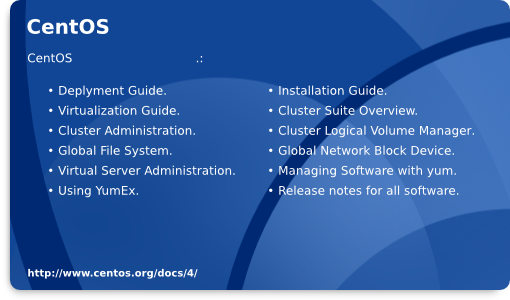 CentOS
CentOS .:
• Deplyment Guide.
• Virtualization Guide.
• Cluster Administration.
• Global File System.
• Virtual Server Administration.
• Using YumEx.
• Installation Guide.
• Cluster Suite Overview.
• Cluster Logical Volume Manager.
• Global Network Block Device.
• Managing Software with yum.
• Release notes for all software.
http://www.centos.org/docs/4/